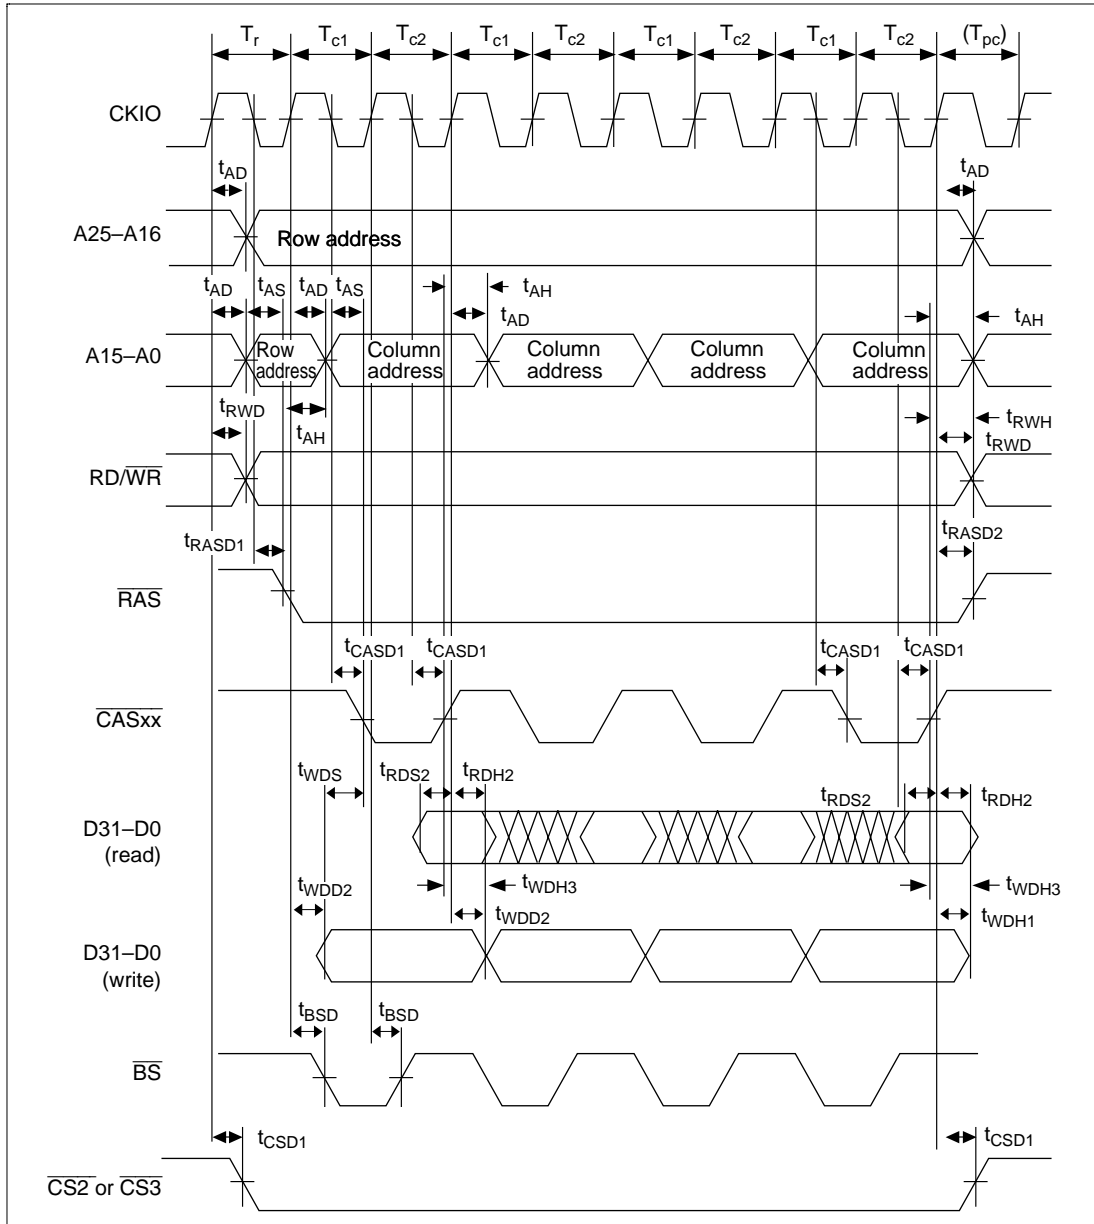 Tr Tc1 Tc2 Tc1 Tc2 Tc1 Tc2 Tc1 Tc2 (Tpc)
CKIO
tAD tAD
A25–A16 Row address
tAD tAS tAD tAS tAH
tAD tAH
A15–A0 Row address Column address Column address Column address Column address
tRWD tAH tRWH
tRWD
RD/WR
tRASD1 tRASD2
RAS
tCASD1 tCASD1 tCASD1 tCASD1
CASxx
tWDS tRDS2 tRDH2 tRDS2 tRDH2
D31–D0
(read)
tWDD2 tWDH3 tWDH3
tWDD2 tWDH1
D31–D0
(write)
tBSD tBSD
BS
tCSD1 tCSD1
CS2 or CS3